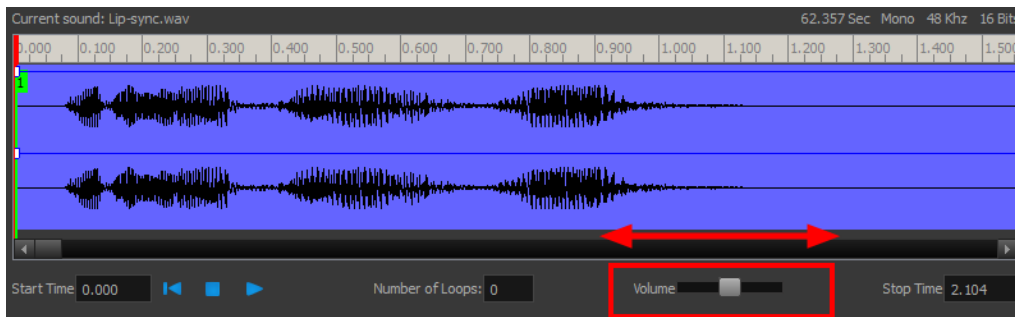 Current sound: Lip-sync.wav 62.357 Sec Mono 48 Khz 16 Bits
0.000 0.100 0.200 0.300 0.400 0.500 0.600 0.700 0.800 0.900 1.000 1.100 1.200 1.300 1.400 1.50
1
Start Time 0.000 Number of Loops: 0 Volume Stop Time 2.104